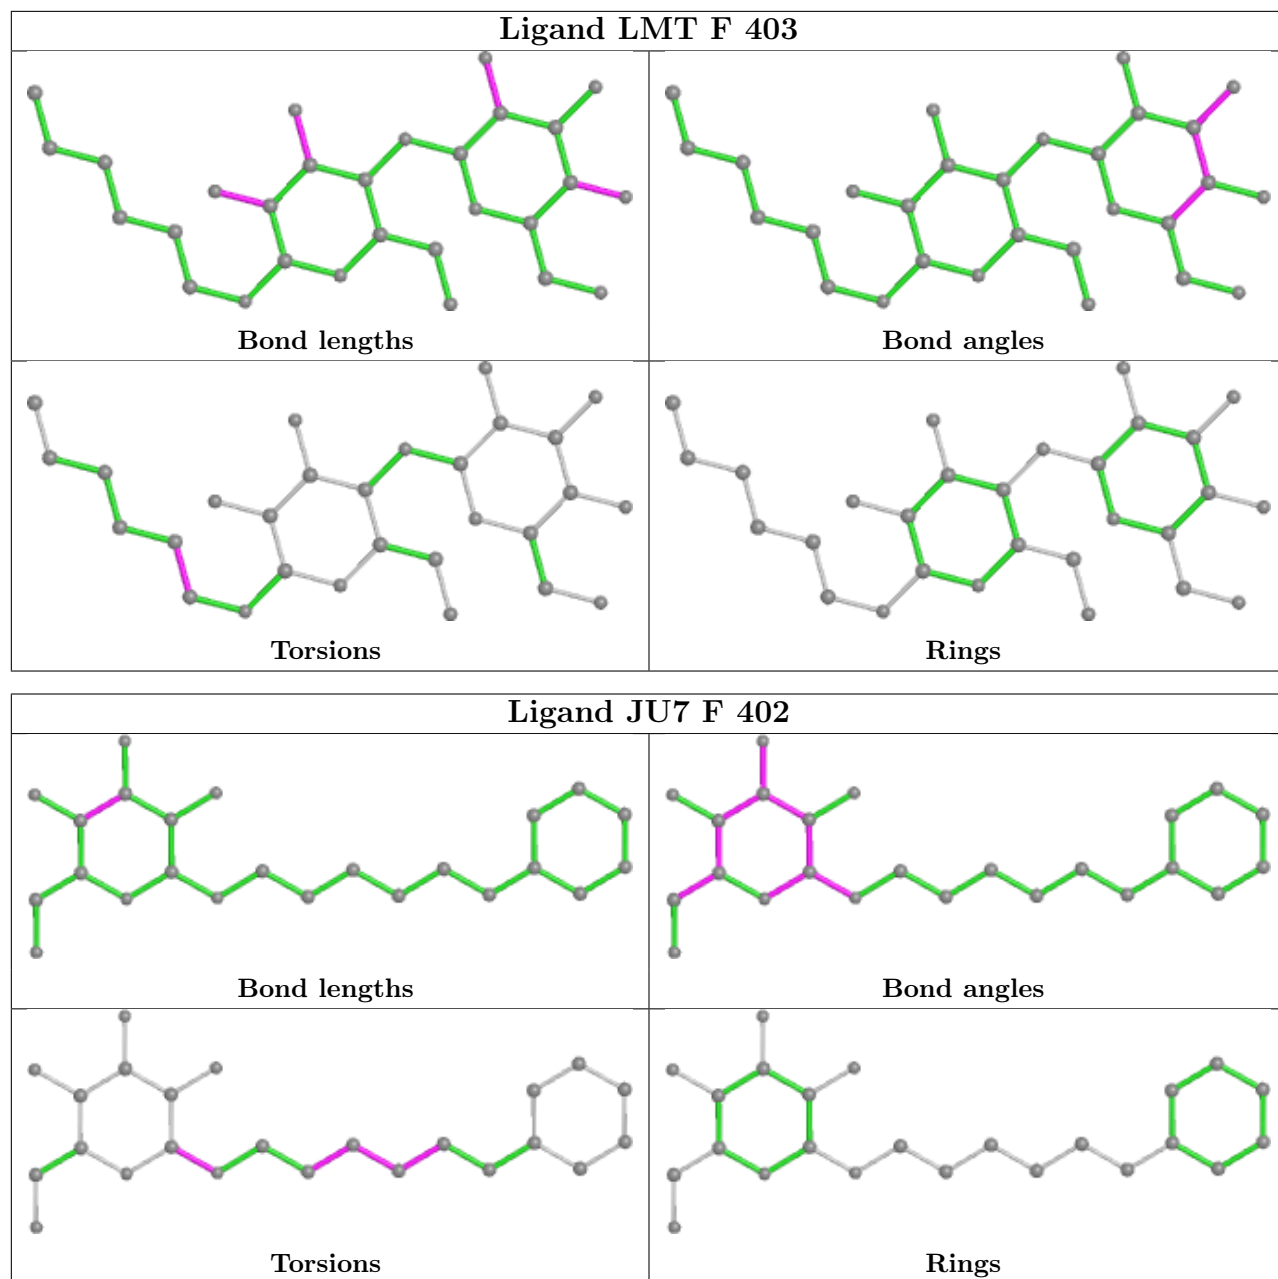 Ligand LMT F 403
Bond lengths
Bond angles
Torsions
Rings
Ligand JU7 F 402
Bond lengths
Bond angles
Torsions
Rings